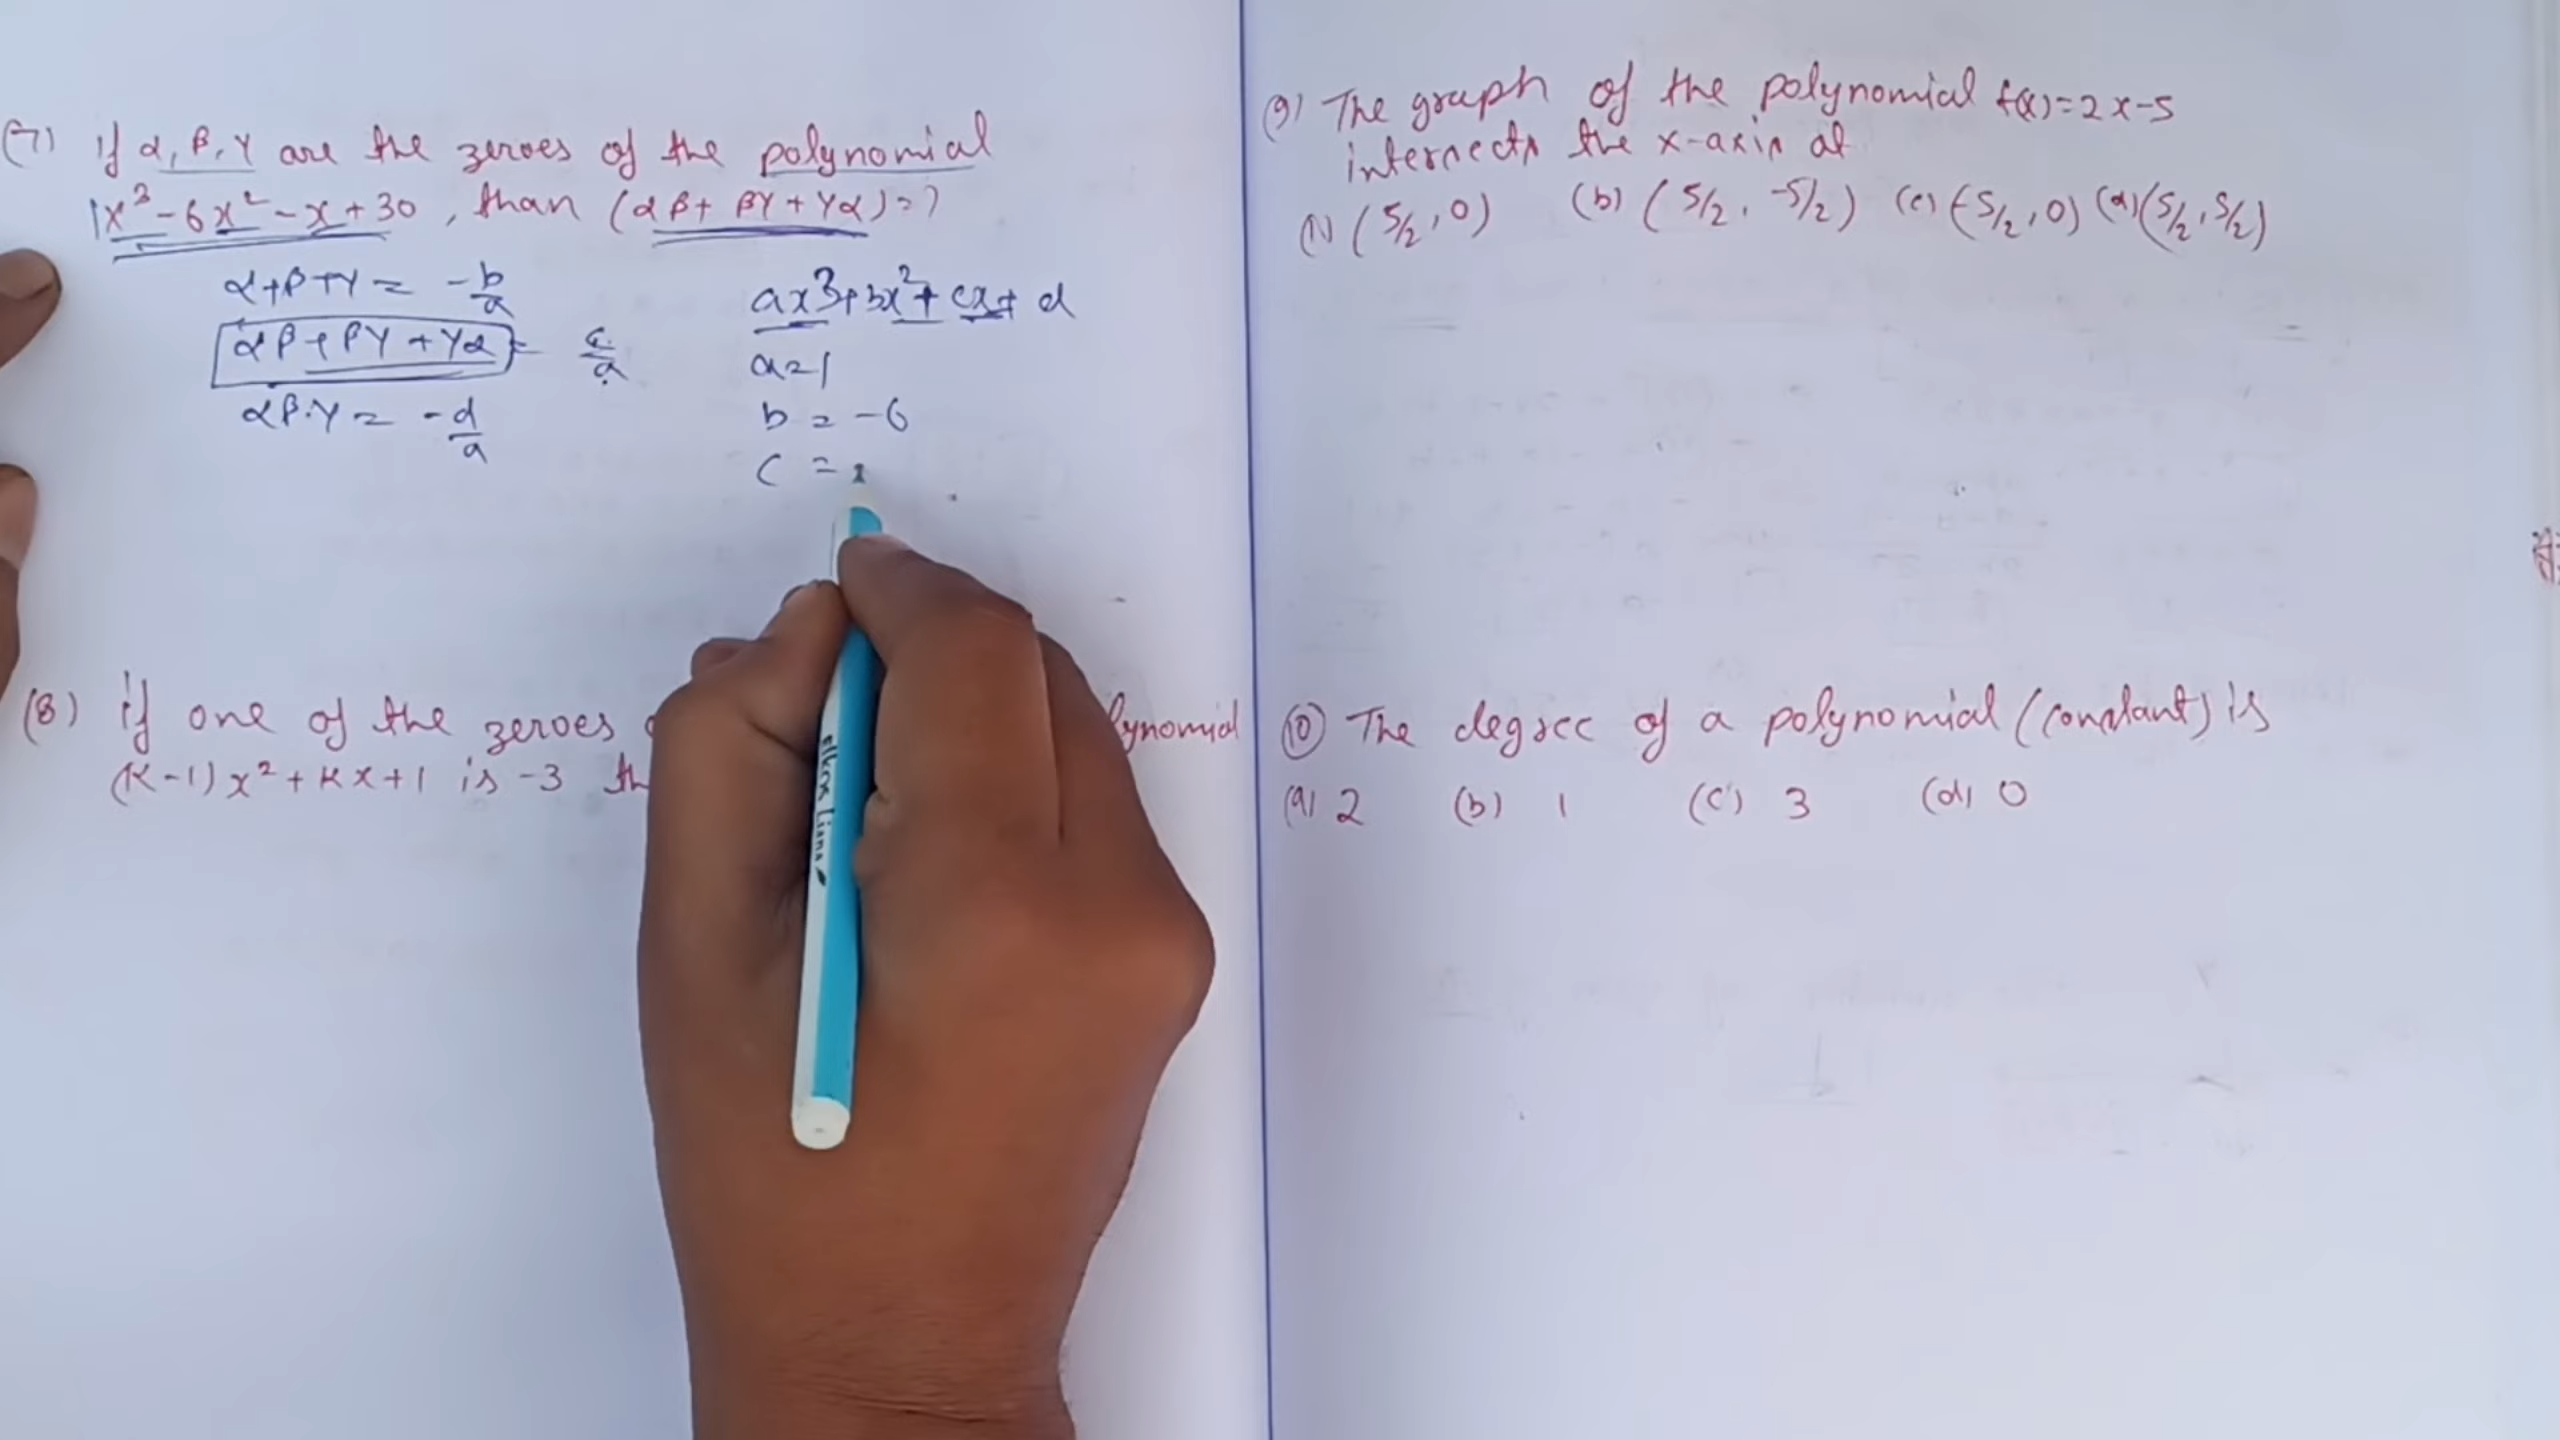 (7) If α, β, γ are the zeroes of the polynomial
1x³-6x²-x+30, than (αβ+ βγ+γα)=?
α+β+γ = -b/a
αβ+βγ+γα = c/a
αβ.γ = -d/a
ax³+bx²+cx+d
a=1
b = -6
c =
(8) If one of the zeroes
(K-1)x²+Kx+1 is -3
(9) The graph of the polynomial f(x)=2x-5
intersects the x-axis at
(5/2, 0) (b) (5/2, -5/2) (c) (-5/2, 0) (d) (5/2, 5/2)
(10) The degree of a polynomial (constant) is
(a) 2 (b) 1 (c) 3 (d) 0
elkos Liana